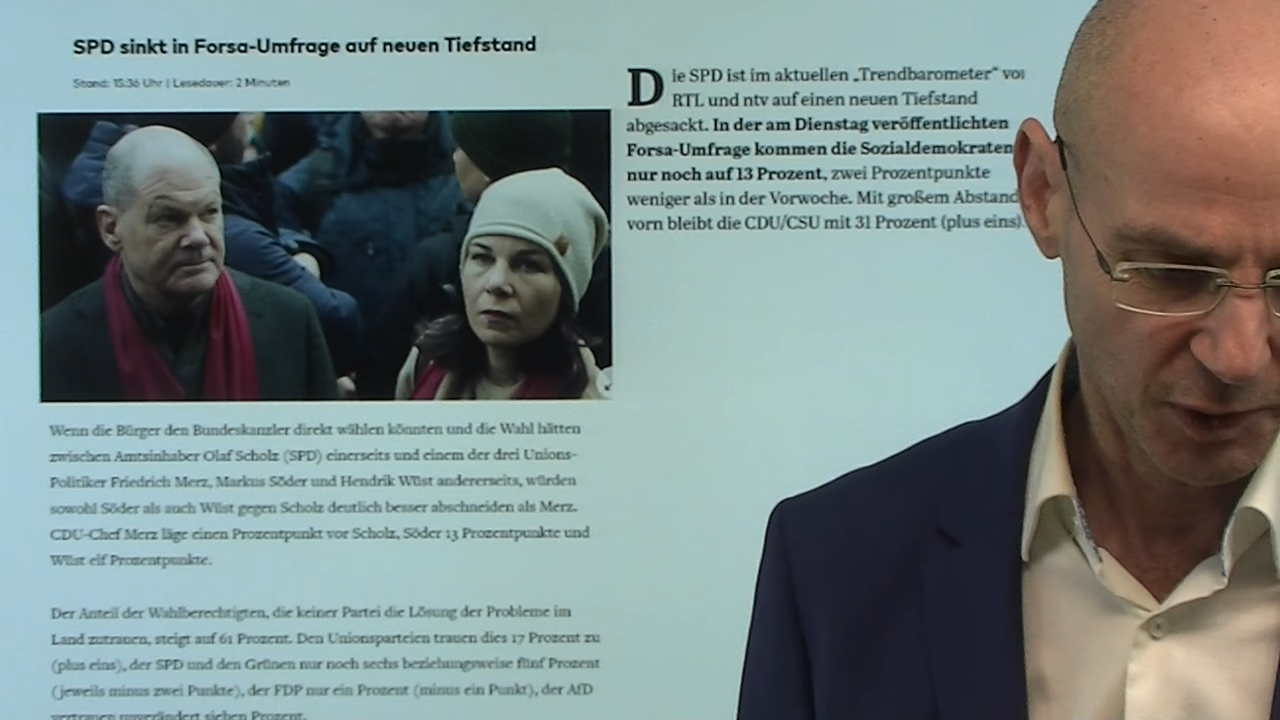 SPD sinkt in Forsa-Umfrage auf neuen Tiefstand
Stand: 15:36 Uhr | Lesedauer: 2 Minuten
Die SPD ist im aktuellen „Trendbarometer“
RTL und ntv auf einen neuen Tiefstand
abgesackt. In der am Dienstag veröffentlichten
Forsa-Umfrage kommen die Sozialdemokraten
nur noch auf 13 Prozent, zwei Prozentpunkte
weniger als in der Vorwoche. Mit großem Abstand
vorn bleibt die CDU/CSU mit 31 Prozent (plus eins).
Wenn die Bürger den Bundeskanzler direkt wählen könnten und die Wahl hätten
zwischen Amtsinhaber Olaf Scholz (SPD) einerseits und einem der drei Unions-
Politiker Friedrich Merz, Markus Söder und Hendrik Wüst andererseits, würden
sowohl Söder als auch Wüst gegen Scholz deutlich besser abschneiden als Merz.
CDU-Chef Merz läge einen Prozentpunkt vor Scholz, Söder 13 Prozentpunkte und
Wüst elf Prozentpunkte.
Der Anteil der Wahlberechtigten, die keiner Partei die Lösung der Probleme im
Land zutrauen, steigt auf 61 Prozent. Den Unionsparteien trauen dies 17 Prozent zu
(plus eins), der SPD und den Grünen nur noch sechs beziehungsweise fünf Prozent
(jeweils minus zwei Punkte), der FDP nur ein Prozent (minus ein Punkt), der AfD
vertrauen unverändert sieben Prozent.